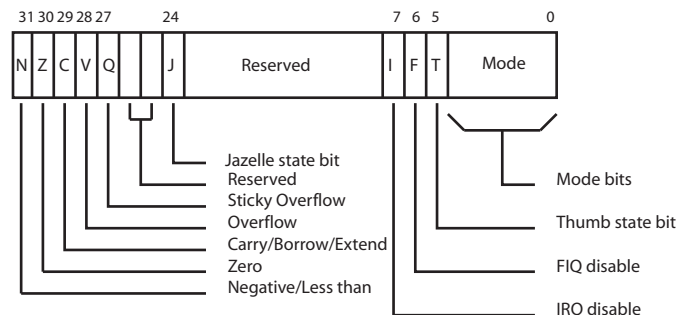 31 30 29 28 27 24 7 6 5 0
N Z C V Q J Reserved I F T Mode
Jazelle state bit
Reserved
Sticky Overflow
Overflow
Carry/Borrow/Extend
Zero
Negative/Less than
Mode bits
Thumb state bit
FIQ disable
IRQ disable